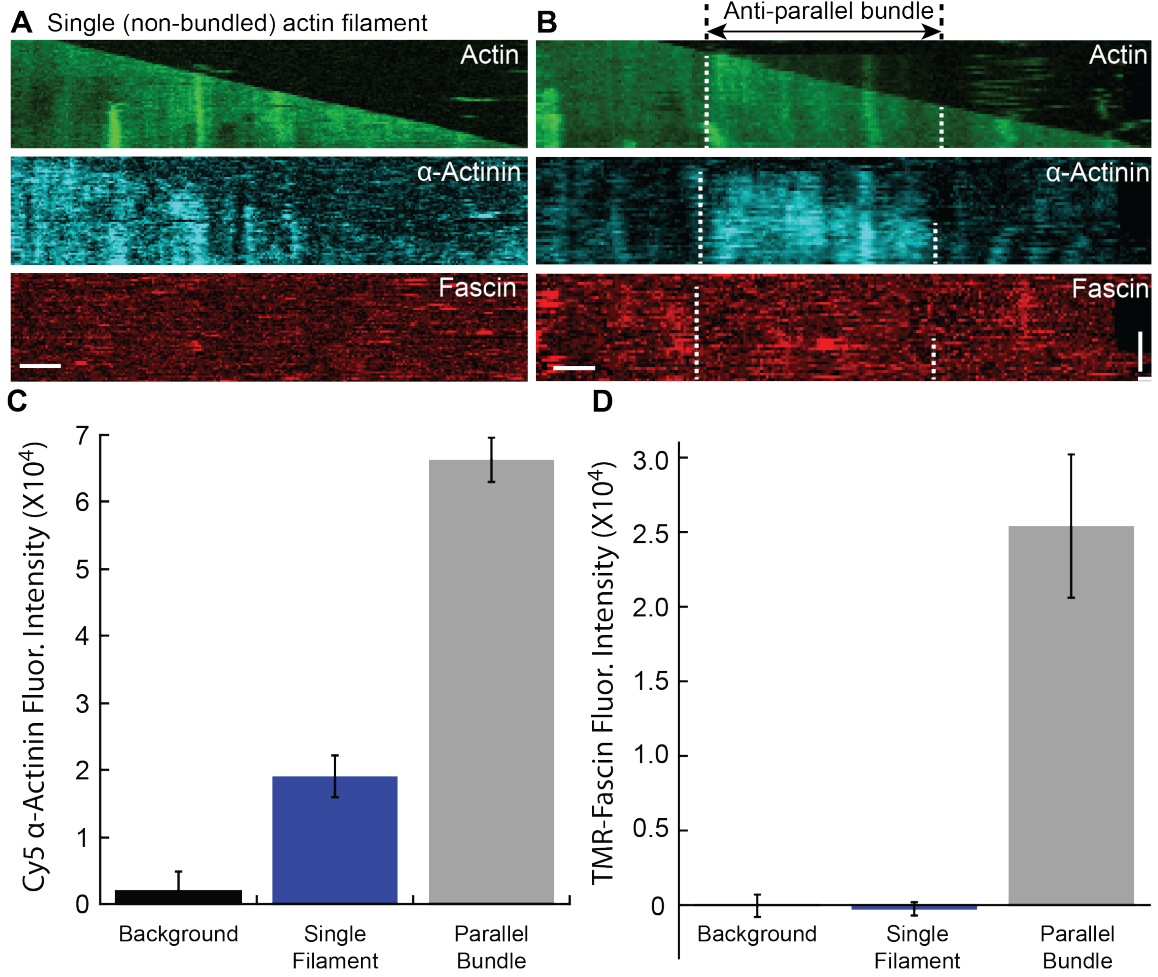 A Single (non-bundled) actin filament
Actin
α-Actinin
Fascin
B Anti-parallel bundle
Actin
α-Actinin
Fascin
C
Cy5 α-Actinin Fluor. Intensity (X10⁴)
7
6
5
4
3
2
1
0
Background
Single
Filament
Parallel
Bundle
D
TMR-Fascin Fluor. Intensity (X10⁴)
3.0
2.5
2.0
1.5
1.0
0.5
0
Background
Single
Filament
Parallel
Bundle